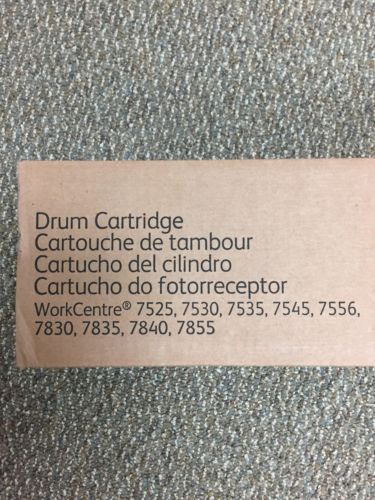 Drum Cartridge
Cartouche de tambour
Cartucho del cilindro
Cartucho do fotorreceptor
WorkCentre® 7525, 7530, 7535, 7545, 7556,
7830, 7835, 7840, 7855